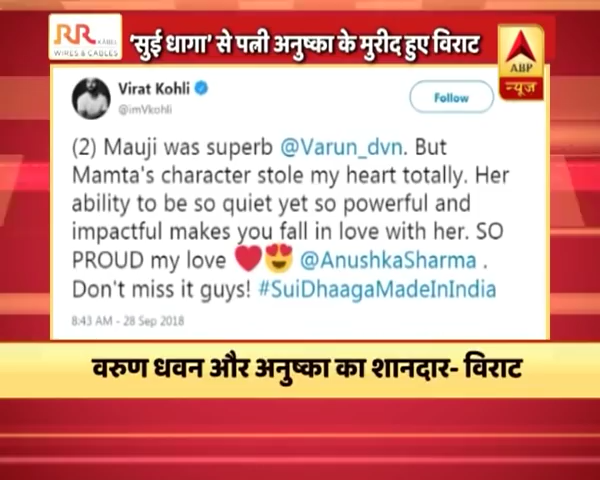 RR KABEL
WIRES & CABLES
'सुई धागा' से पत्नी अनुष्का के मुरीद हुए विराट
ABP
न्यूज़
Virat Kohli
@imVkohli
Follow
(2) Mauji was superb @Varun_dvn. But
Mamta's character stole my heart totally. Her
ability to be so quiet yet so powerful and
impactful makes you fall in love with her. SO
PROUD my love ❤️😍 @AnushkaSharma .
Don't miss it guys! #SuiDhaagaMadeInIndia
8:43 AM - 28 Sep 2018
वरुण धवन और अनुष्का का शानदार- विराट